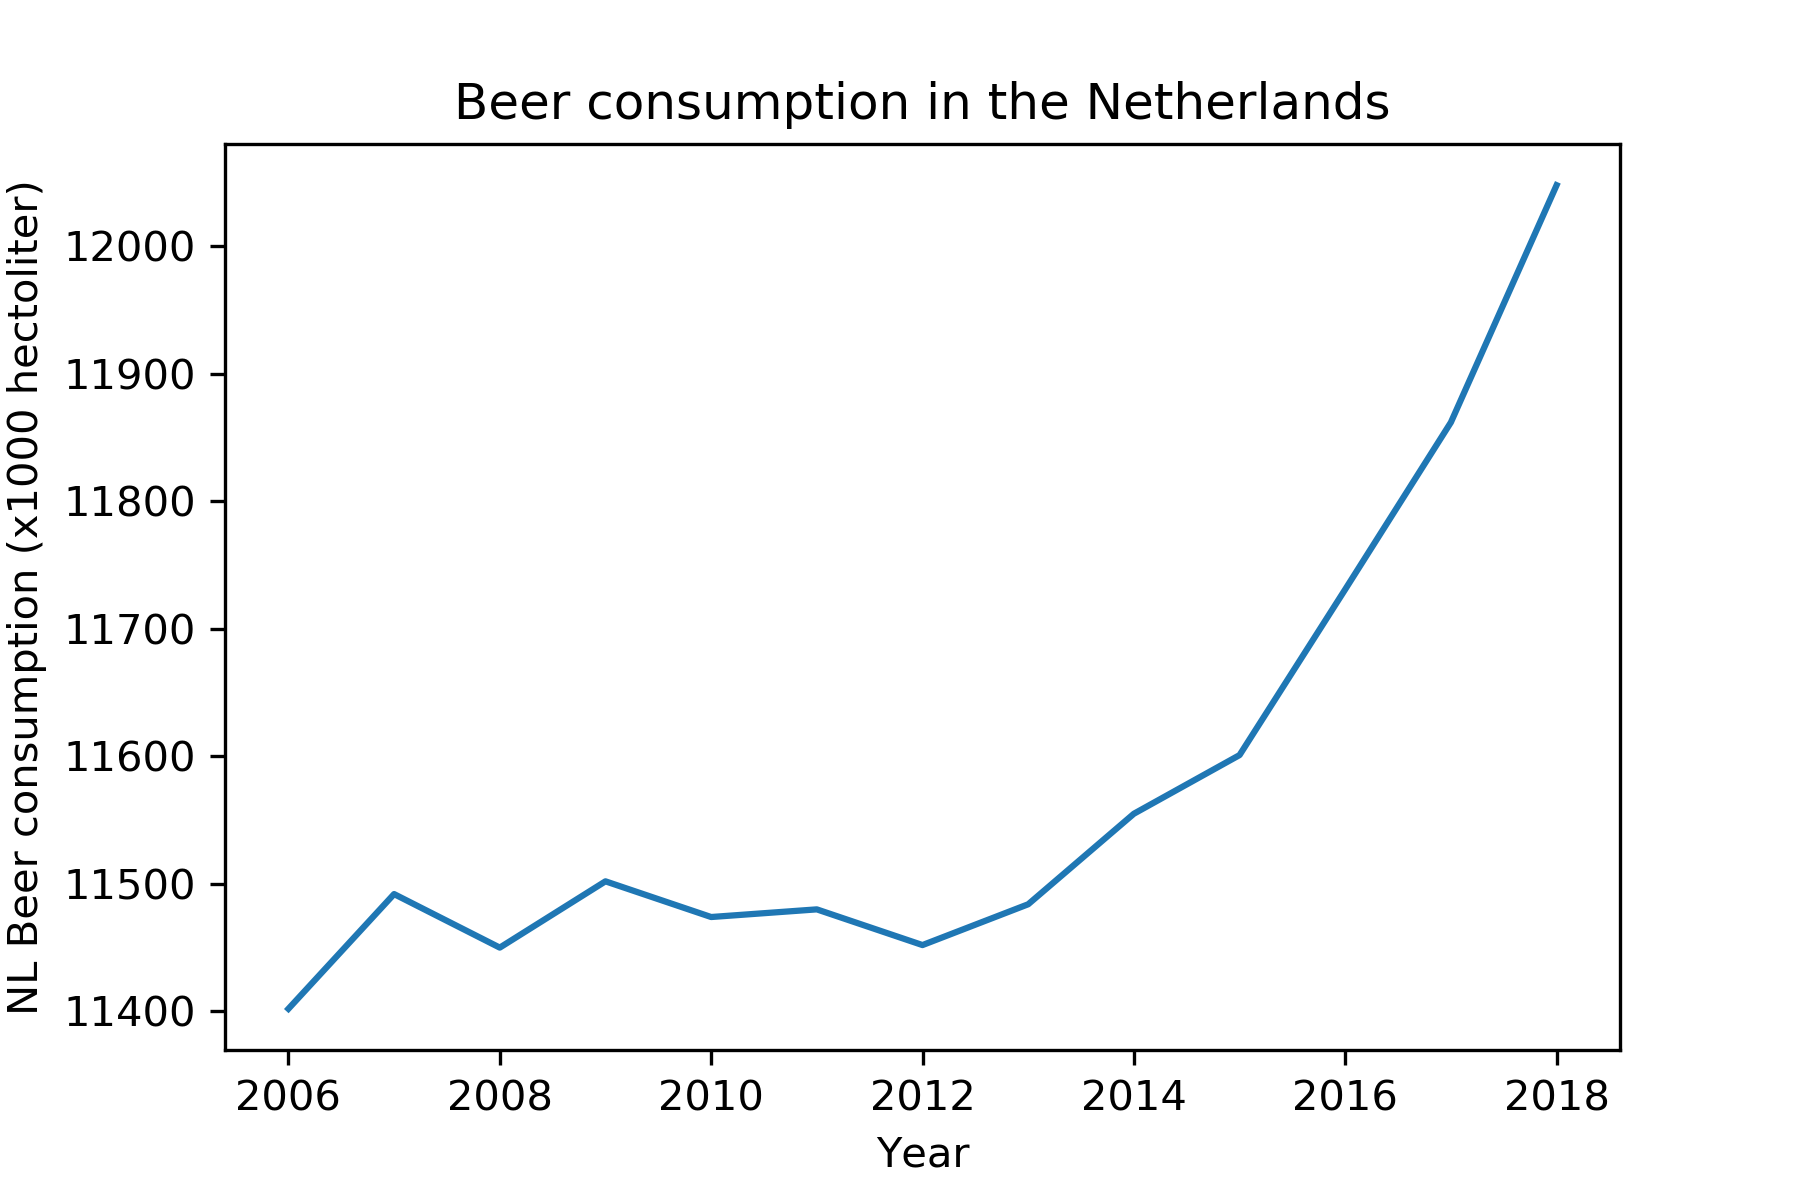 Beer consumption in the Netherlands
NL Beer consumption (x1000 hectoliter)
12000
11900
11800
11700
11600
11500
11400
2006 2008 2010 2012 2014 2016 2018
Year